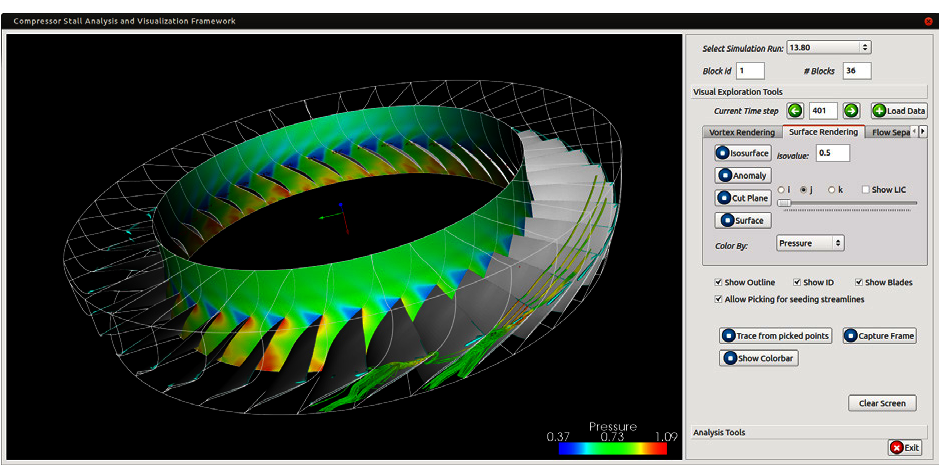 Compressor Stall Analysis and Visualization Framework
Select Simulation Run: 13.80
Block id 1 # Blocks 36
Visual Exploration Tools
Current Time step 401 Load Data
Vortex Rendering Surface Rendering Flow Sepa
Isosurface isovalue: 0.5
Anomaly
Cut Plane i j k Show LIC
Surface
Color By: Pressure
Show Outline Show ID Show Blades
Allow Picking for seeding streamlines
Trace from picked points Capture Frame
Show Colorbar
Clear Screen
Pressure
0.37 0.73 1.09
Analysis Tools
Exit